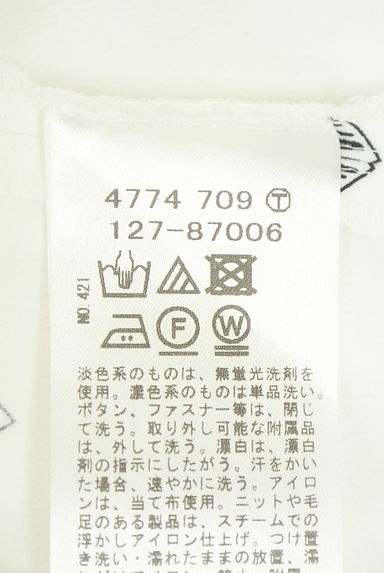 4774 709 Ⓣ
127-87006
NO.421
F W
淡色系のものは、無蛍光洗剤を
使用。濃色系のものは単品洗い。
ボタン、ファスナー等は、閉じ
て洗う。取り外し可能な附属品
は、外して洗う。漂白は、漂白
剤の指示にしたがう。汗をかい
た場合、速やかに洗う。アイロ
ンは、当て布使用。ニットや毛
足のある製品は、スチームでの
浮かしアイロン仕上げ。つけ置
き洗い・濡れたままの放置、濡